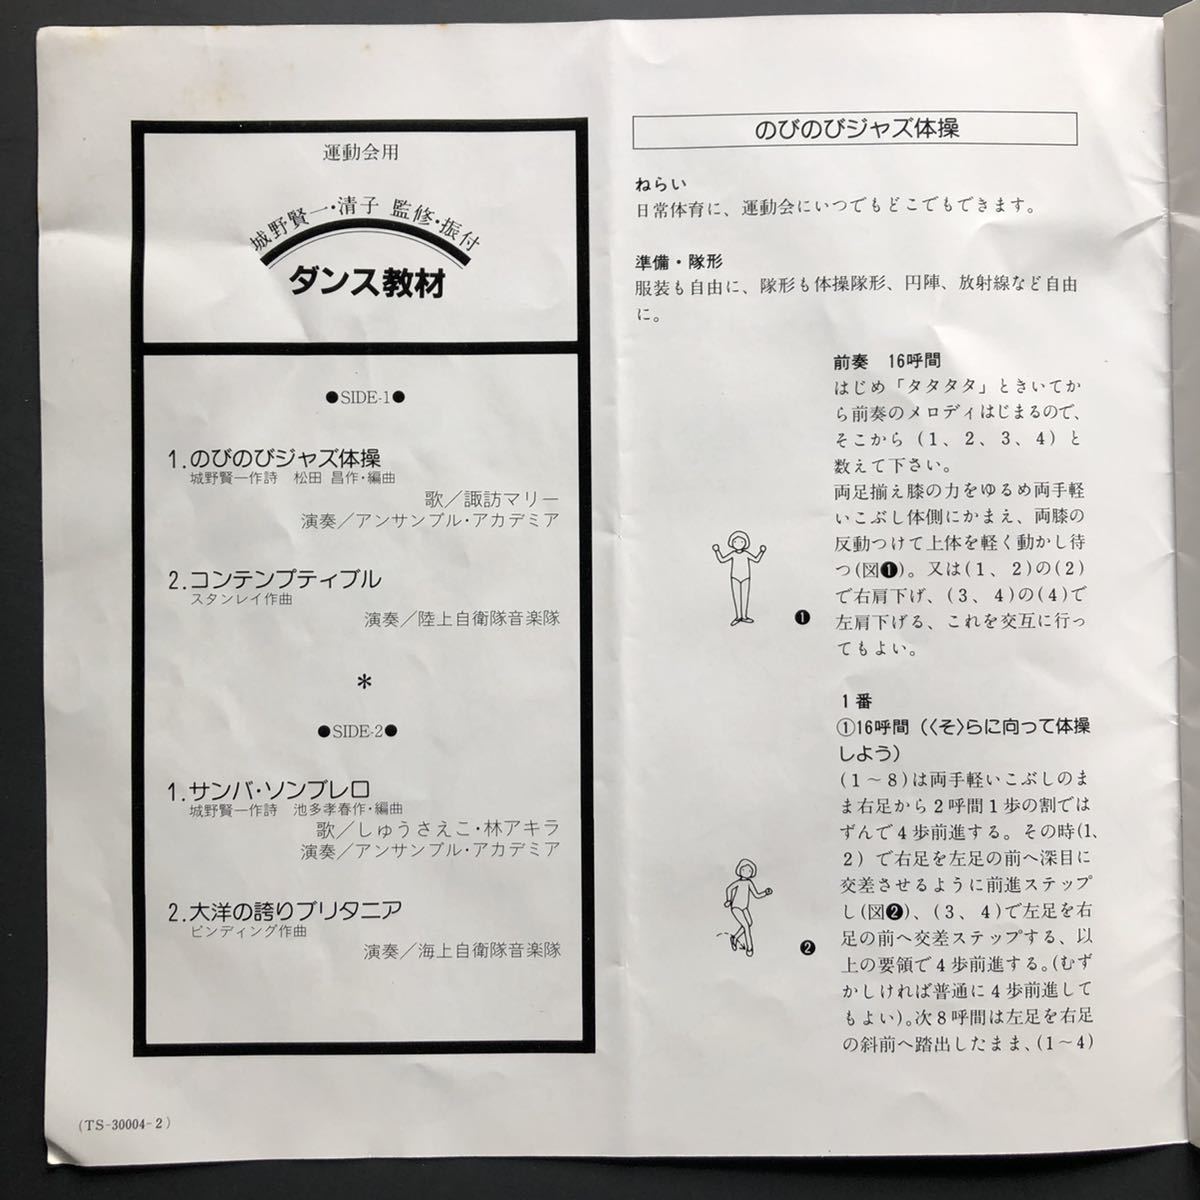 運動会用
城野賢一・清子 監修・振付
ダンス教材
●SIDE-1●
1.のびのびジャズ体操
城野賢一作詩 松田 昌作・編曲
歌／諏訪マリー
演奏／アンサンブル・アカデミア
2.コンテンプティブル
スタンレイ作曲
演奏／陸上自衛隊音楽隊
＊
●SIDE-2●
1.サンバ・ソンブレロ
城野賢一作詩 池多孝春作・編曲
歌／しゅうさえこ・林アキラ
演奏／アンサンブル・アカデミア
2.大洋の誇りブリタニア
ビンディング作曲
演奏／海上自衛隊音楽隊
(TS-30004-2)
のびのびジャズ体操
ねらい
日常体育に、運動会にいつでもどこでもできます。
準備・隊形
服装も自由に、隊形も体操隊形、円陣、放射線など自由
に。
前奏 16呼間
はじめ「タタタタ」ときいてか
ら前奏のメロディはじまるので、
そこから（1、2、3、4）と
数えて下さい。
両足揃え膝の力をゆるめ両手軽
いこぶし体側にかまえ、両膝の
反動つけて上体を軽く動かし待
つ(図❶)。又は(1、2)の(2)
で右肩下げ、(3、4)の(4)で
左肩下げる、これを交互に行っ
てもよい。
❶
1番
①16呼間（〈そ〉らに向って体操
しよう）
(1～8)は両手軽いこぶしのま
ま右足から2呼間1歩の割では
ずんで4歩前進する。その時(1、
2）で右足を左足の前へ深目に
交差させるように前進ステップ
し(図❷)、(3、4)で左足を右
足の前へ交差ステップする、以
上の要領で4歩前進する。(むず
かしければ普通に4歩前進して
もよい)。次8呼間は左足を右足
の斜前へ踏出したまま、(1～4)
❷